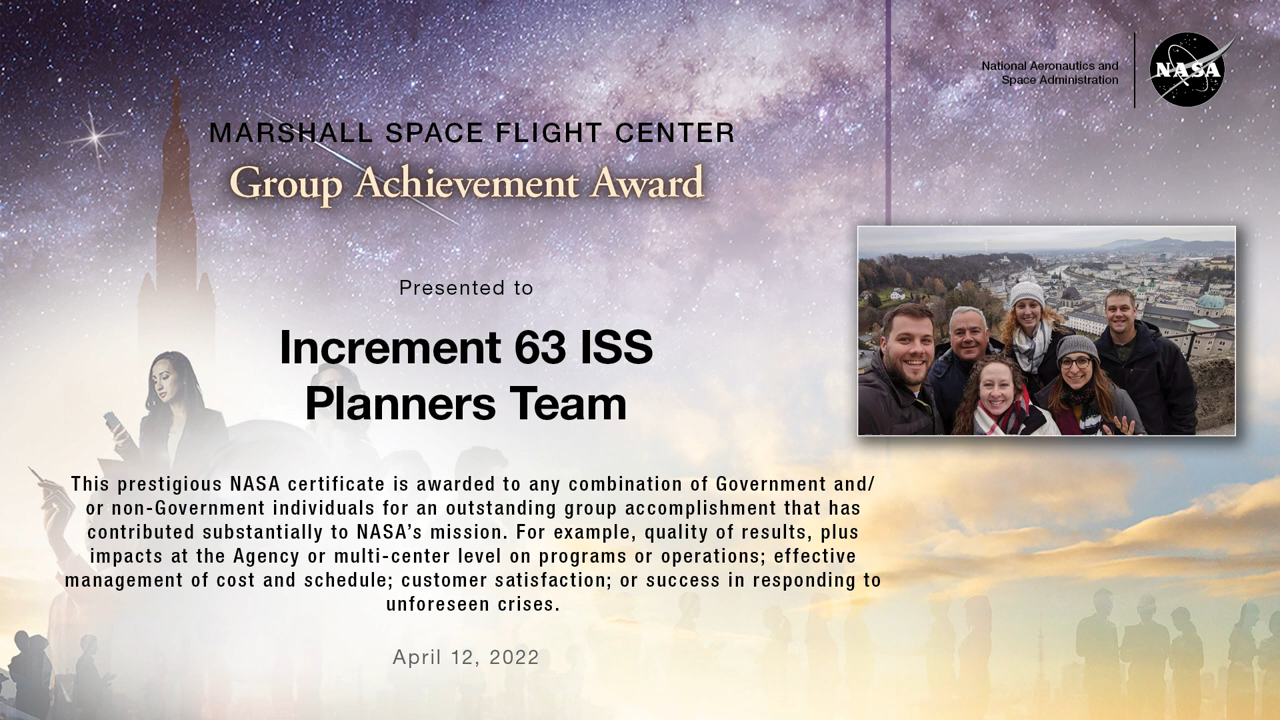 National Aeronautics and
Space Administration
NASA
MARSHALL SPACE FLIGHT CENTER
Group Achievement Award
Presented to
Increment 63 ISS
Planners Team
This prestigious NASA certificate is awarded to any combination of Government and/
or non-Government individuals for an outstanding group accomplishment that has
contributed substantially to NASA’s mission. For example, quality of results, plus
impacts at the Agency or multi-center level on programs or operations; effective
management of cost and schedule; customer satisfaction; or success in responding to
unforeseen crises.
April 12, 2022